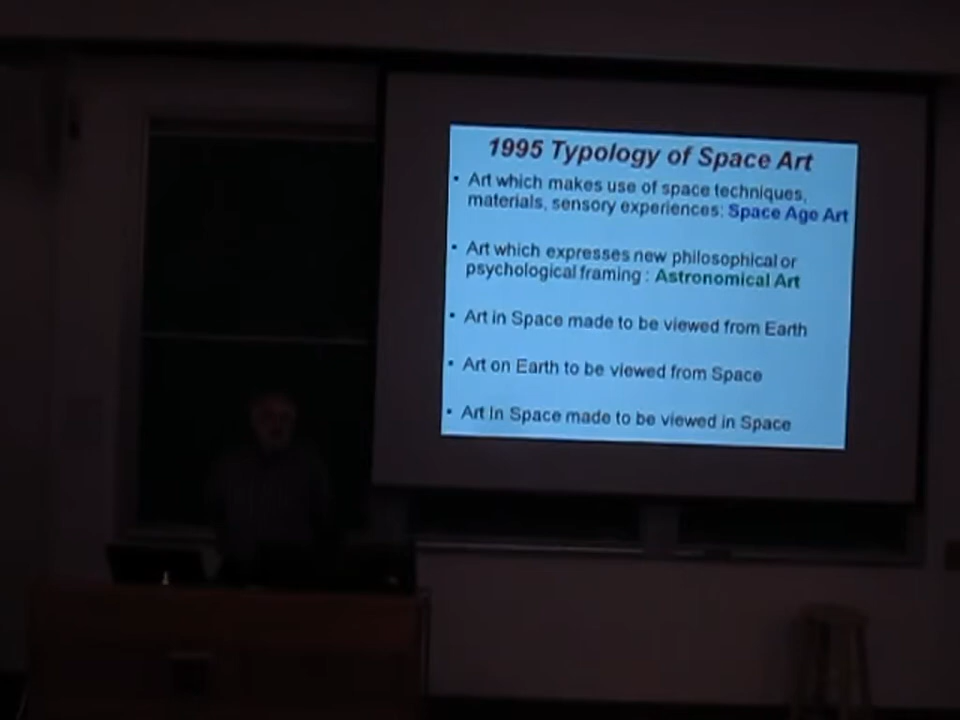 1995 Typology of Space Art
• Art which makes use of space techniques,
materials, sensory experiences: Space Age Art
• Art which expresses new philosophical or
psychological framing : Astronomical Art
• Art in Space made to be viewed from Earth
• Art on Earth to be viewed from Space
• Art in Space made to be viewed in Space